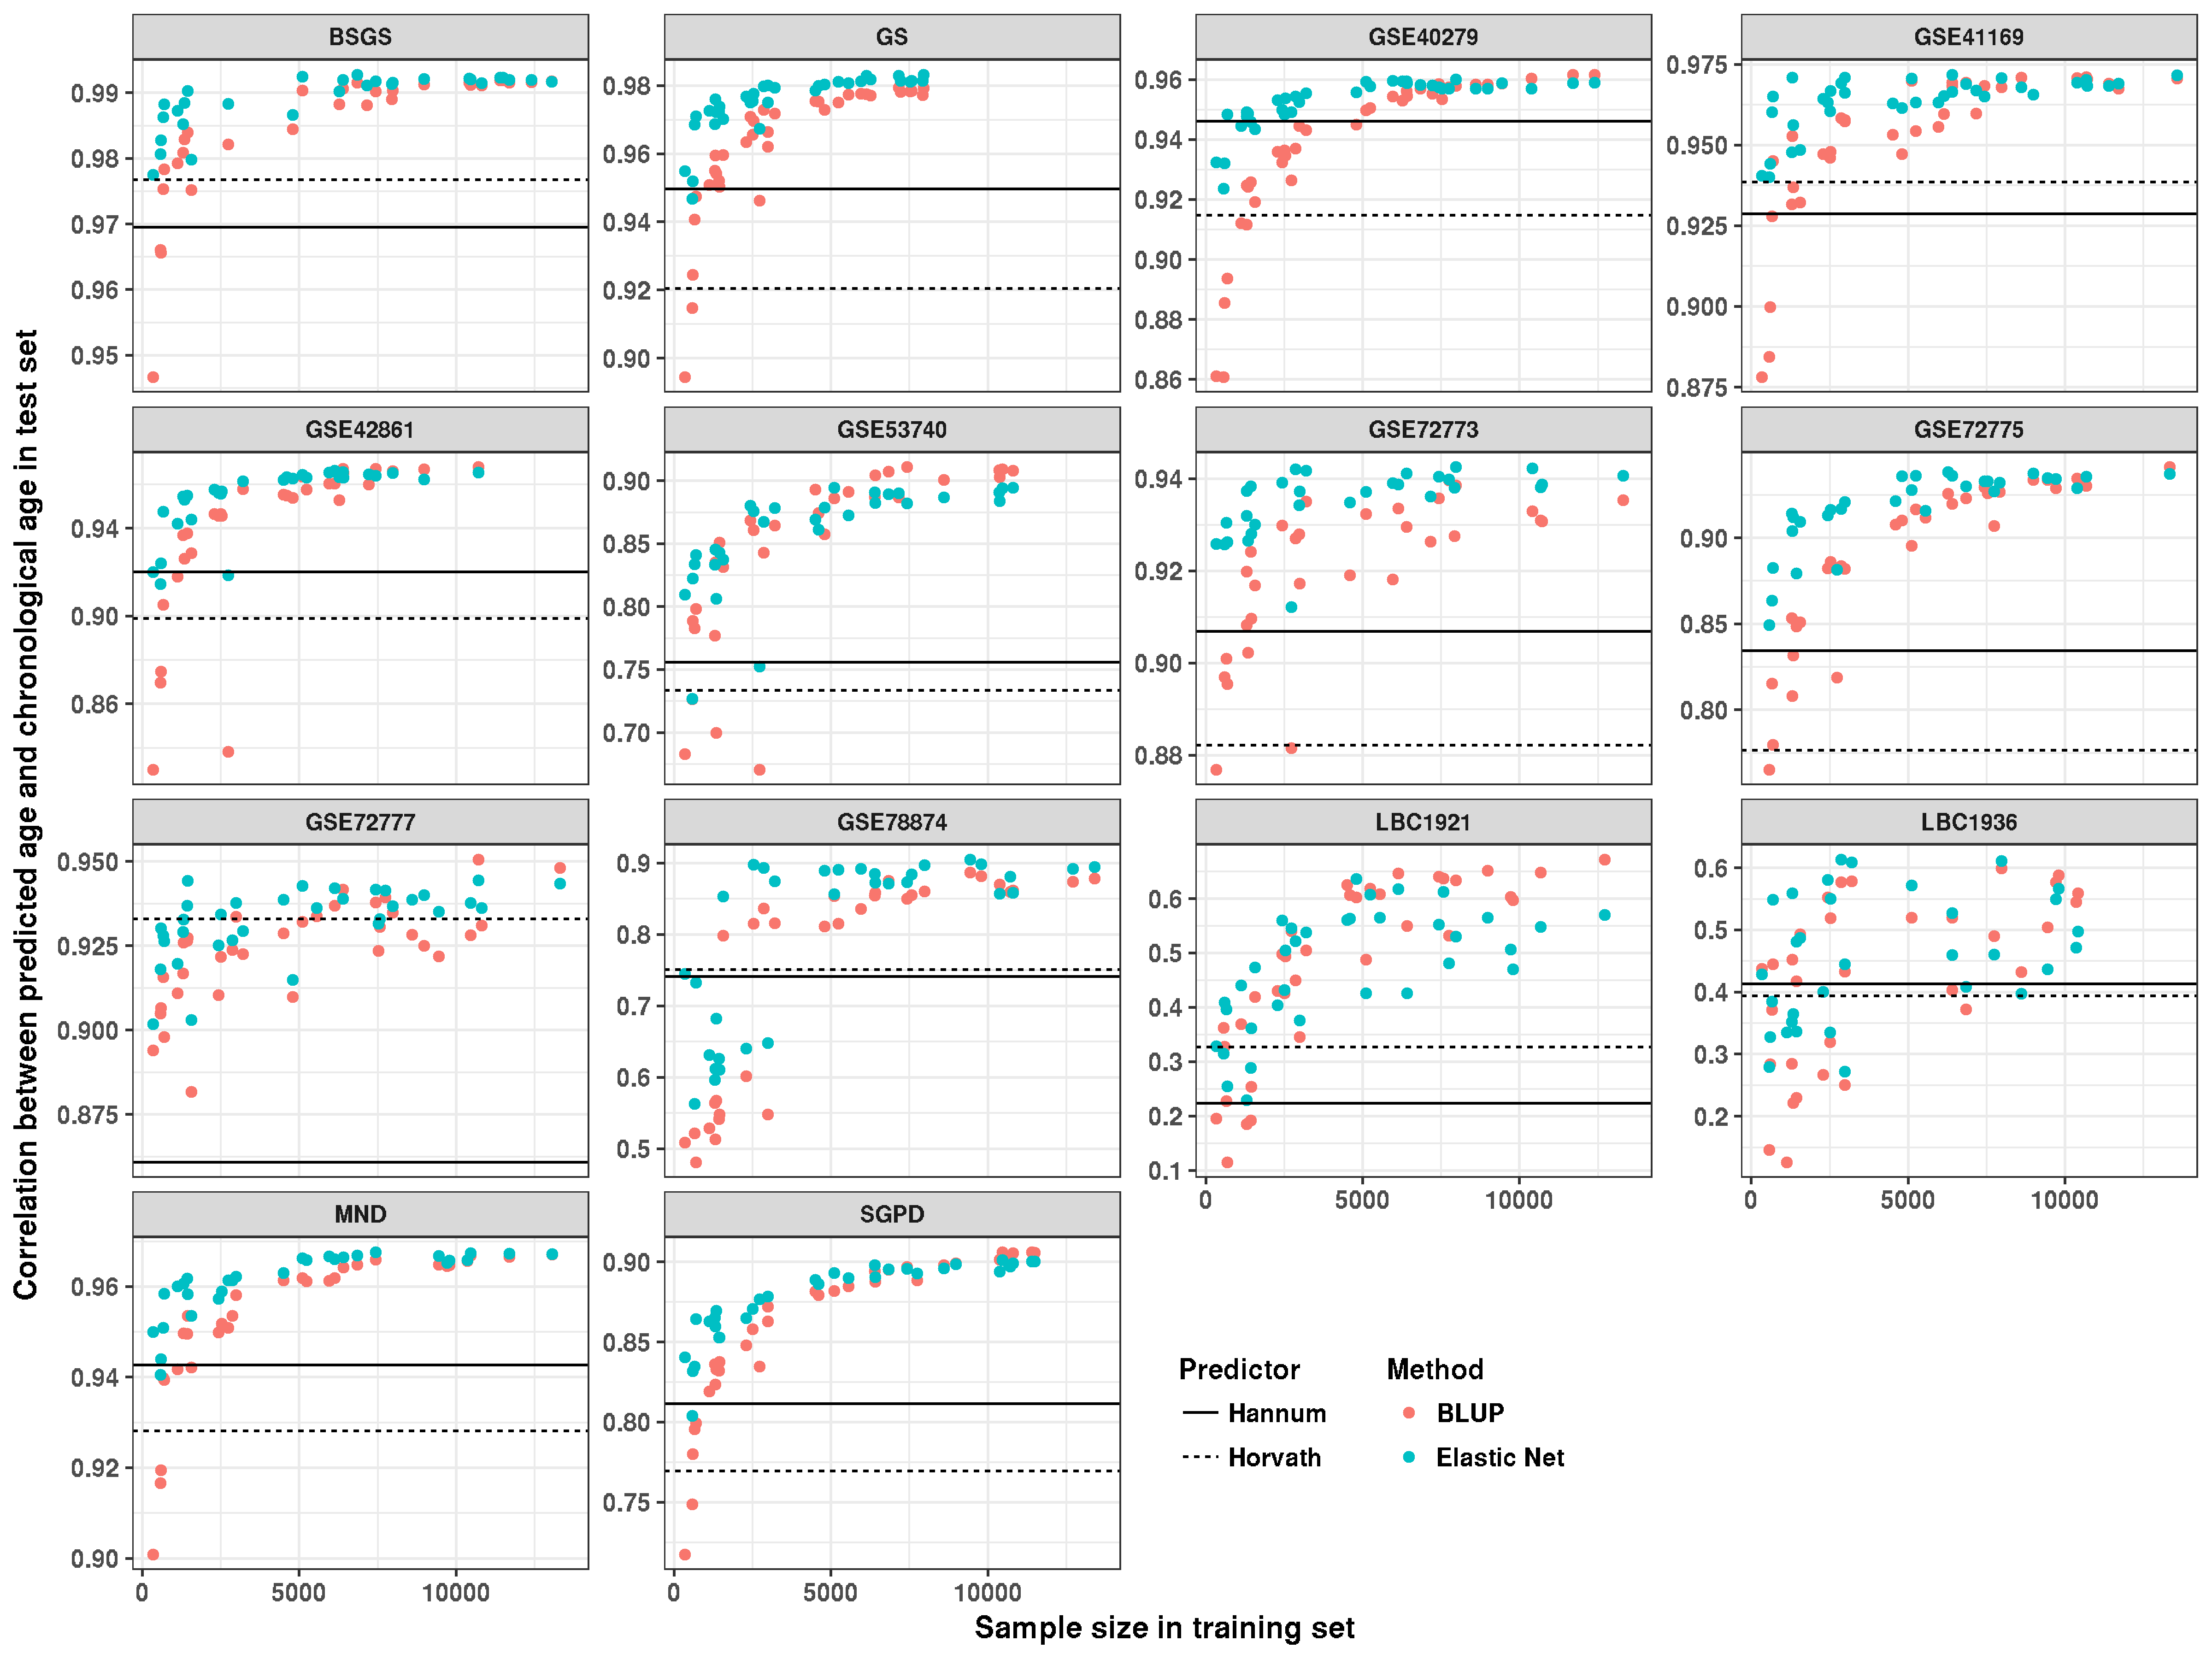 Correlation between predicted age and chronological age in test set
BSGS
0.99
0.98
0.97
0.96
0.95
GS
0.98
0.96
0.94
0.92
0.90
GSE40279
0.96
0.94
0.92
0.90
0.88
0.86
GSE41169
0.975
0.950
0.925
0.900
0.875
GSE42861
0.94
0.90
0.86
GSE53740
0.90
0.85
0.80
0.75
0.70
GSE72773
0.94
0.92
0.90
0.88
GSE72775
0.90
0.85
0.80
GSE72777
0.950
0.925
0.900
0.875
GSE78874
0.9
0.8
0.7
0.6
0.5
LBC1921
0.6
0.5
0.4
0.3
0.2
0.1
0 5000 10000
LBC1936
0.6
0.5
0.4
0.3
0.2
0 5000 10000
MND
0.96
0.94
0.92
0.90
0 5000 10000
SGPD
0.90
0.85
0.80
0.75
0 5000 10000
Predictor
Hannum
Horvath
Method
BLUP
Elastic Net
Sample size in training set